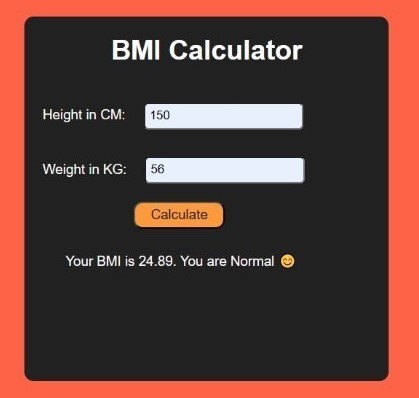 BMI Calculator
Height in CM: 150
Weight in KG: 56
Calculate
Your BMI is 24.89. You are Normal 😊